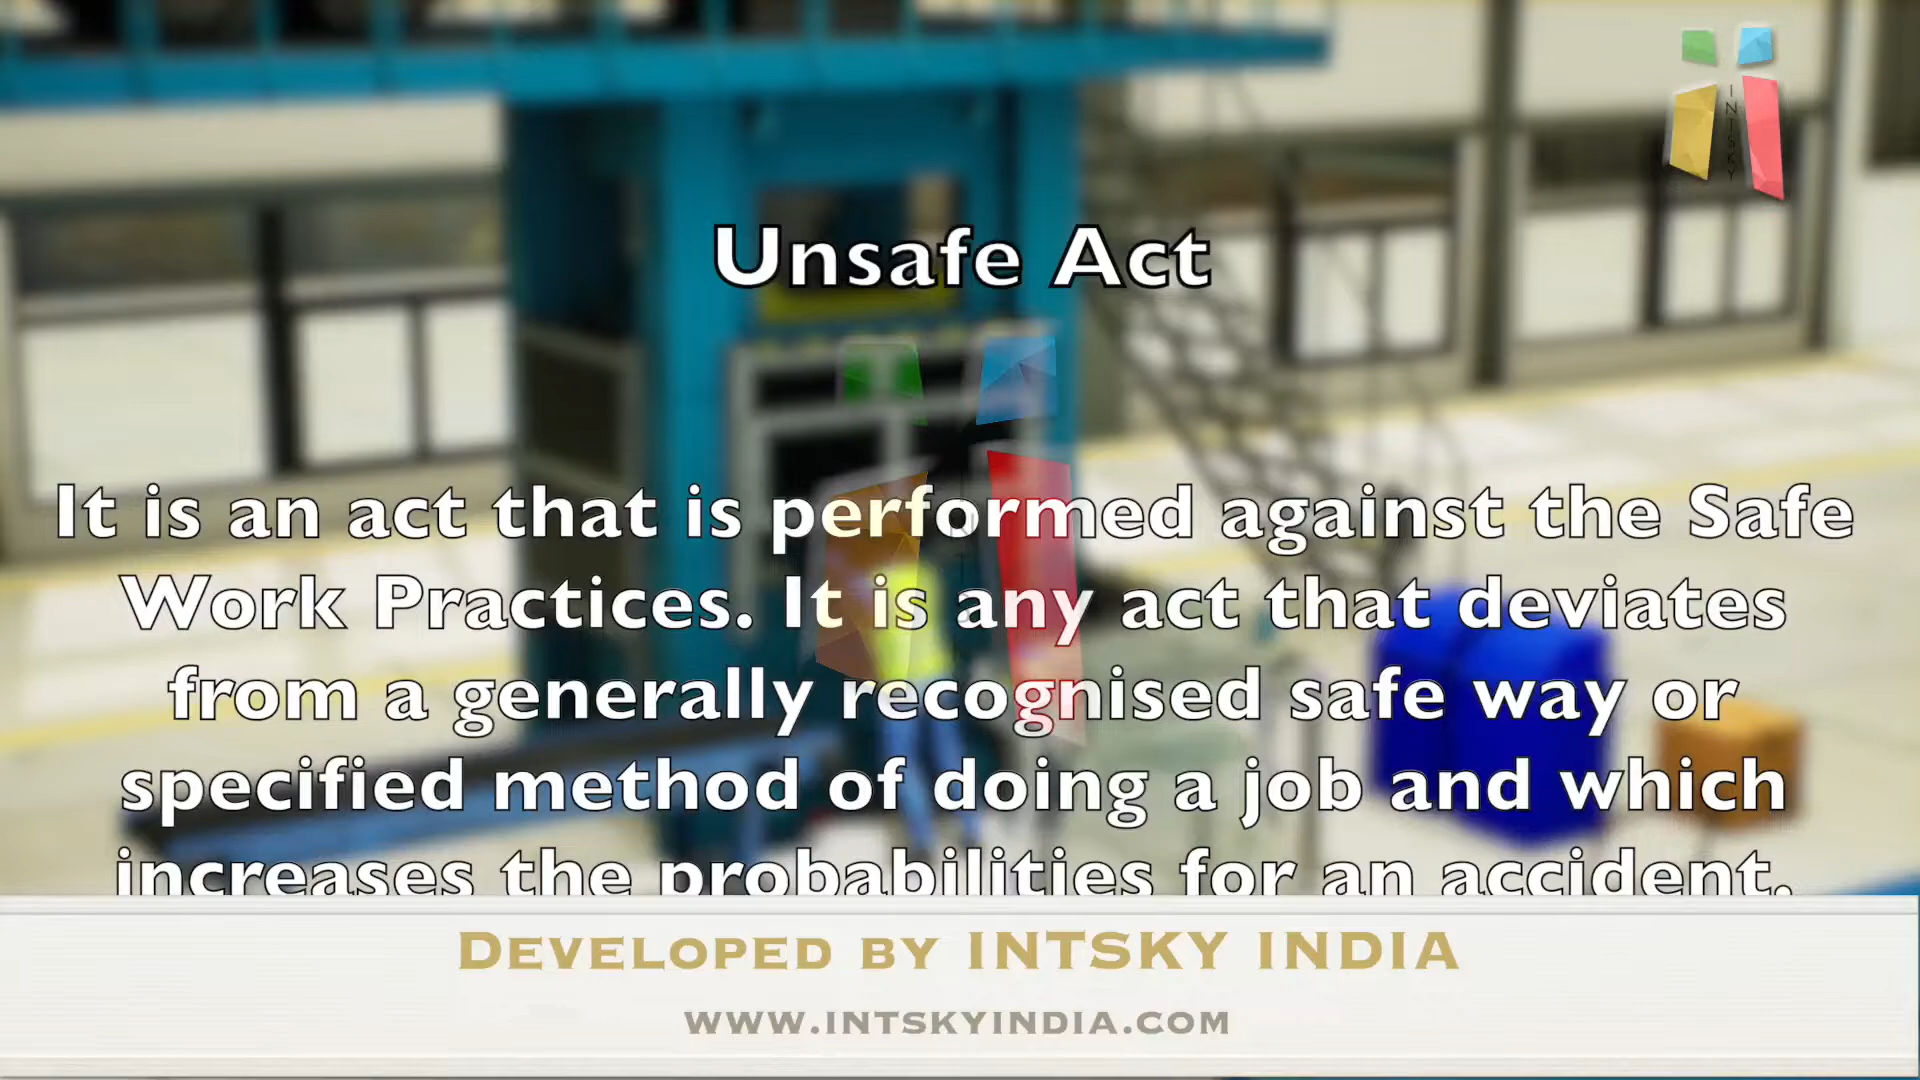 INTSKY
Unsafe Act
It is an act that is performed against the Safe
Work Practices. It is any act that deviates
from a generally recognised safe way or
specified method of doing a job and which
increases the probabilities for an accident.
DEVELOPED BY INTSKY INDIA
WWW.INTSKYINDIA.COM